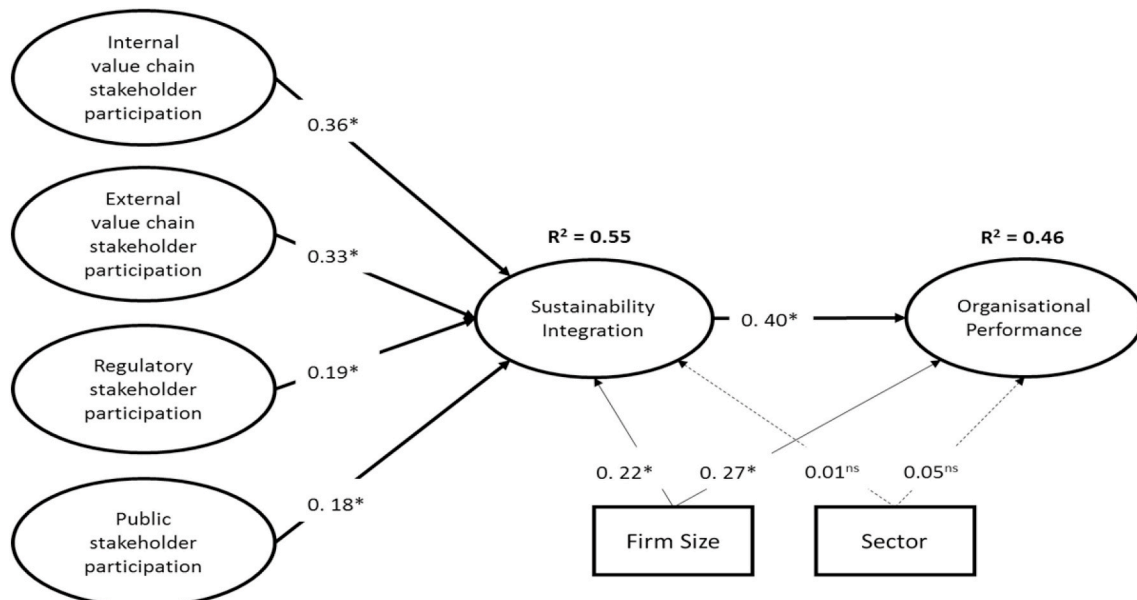 Internal
value chain
stakeholder
participation
0.36*
External
value chain
stakeholder
participation
0.33*
R² = 0.55
R² = 0.46
Sustainability
Integration
0. 40*
Organisational
Performance
Regulatory
stakeholder
participation
0.19*
Public
stakeholder
participation
0. 18*
0. 22*
0. 27*
0.01ⁿˢ
0.05ⁿˢ
Firm Size
Sector